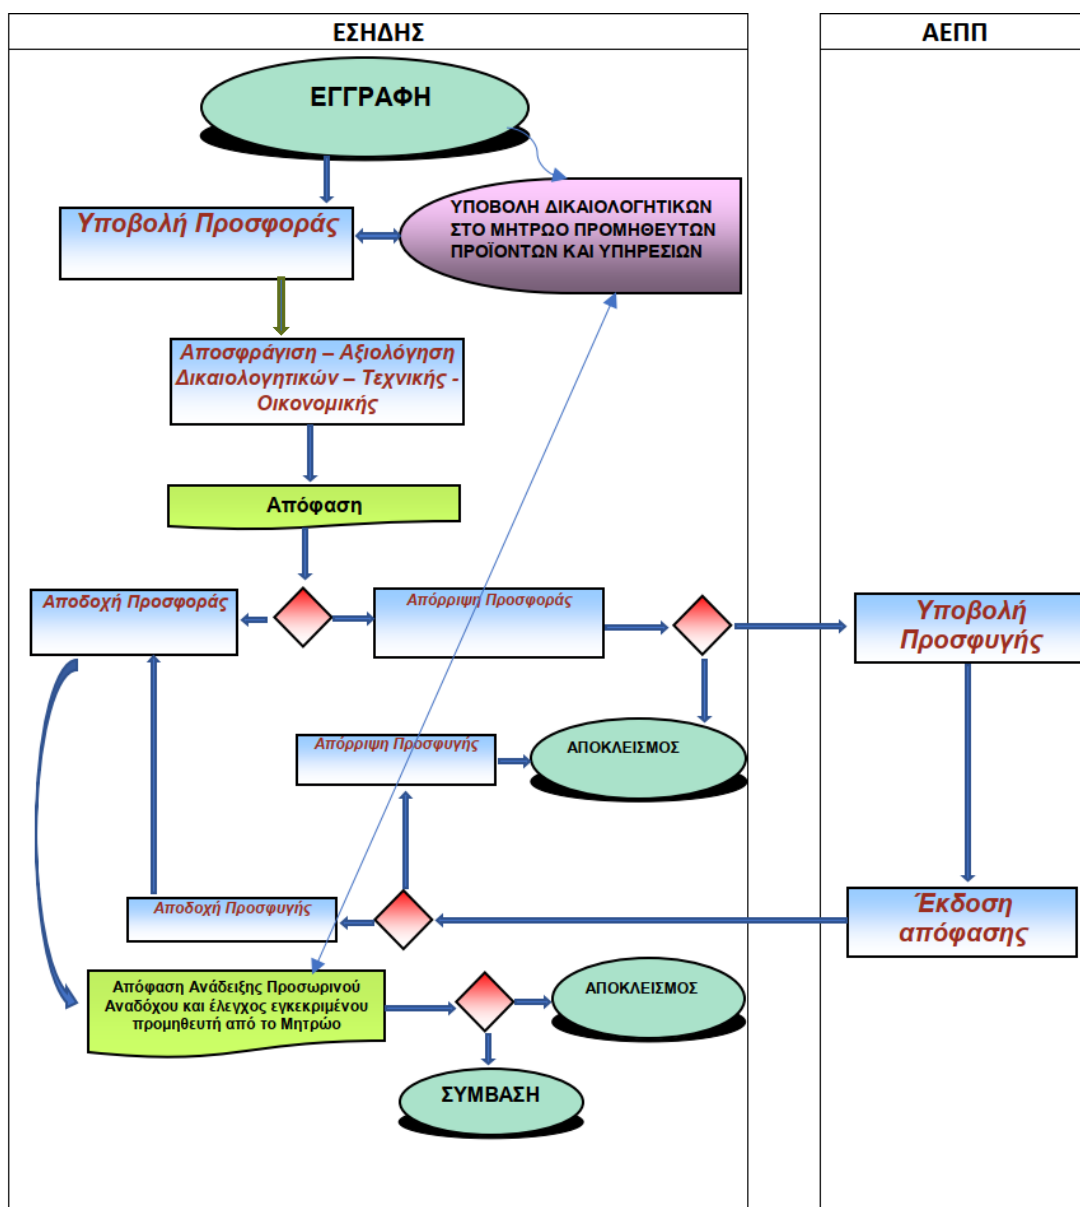 ΕΣΗΔΗΣ
ΑΕΠΠ
ΕΓΓΡΑΦΗ
Υποβολή Προσφοράς
ΥΠΟΒΟΛΗ ΔΙΚΑΙΟΛΟΓΗΤΙΚΩΝ
ΣΤΟ ΜΗΤΡΩΟ ΠΡΟΜΗΘΕΥΤΩΝ
ΠΡΟΪΟΝΤΩΝ ΚΑΙ ΥΠΗΡΕΣΙΩΝ
Αποσφράγιση – Αξιολόγηση
Δικαιολογητικών – Τεχνικής -
Οικονομικής
Απόφαση
Αποδοχή Προσφοράς
Απόρριψη Προσφοράς
Υποβολή
Προσφυγής
Απόρριψη Προσφυγής
ΑΠΟΚΛΕΙΣΜΟΣ
Αποδοχή Προσφυγής
Έκδοση
απόφασης
Απόφαση Ανάδειξης Προσωρινού
Αναδόχου και έλεγχος εγκεκριμένου
προμηθευτή από το Μητρώο
ΑΠΟΚΛΕΙΣΜΟΣ
ΣΥΜΒΑΣΗ